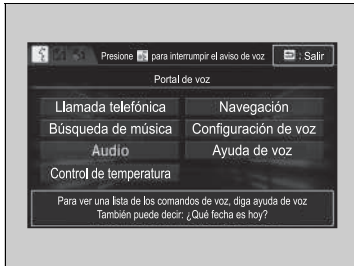 Presione para interrumpir el aviso de voz : Salir
Portal de voz
Llamada telefónica Navegación
Búsqueda de música Configuración de voz
Audio Ayuda de voz
Control de temperatura
Para ver una lista de los comandos de voz, diga ayuda de voz
También puede decir: ¿Qué fecha es hoy?